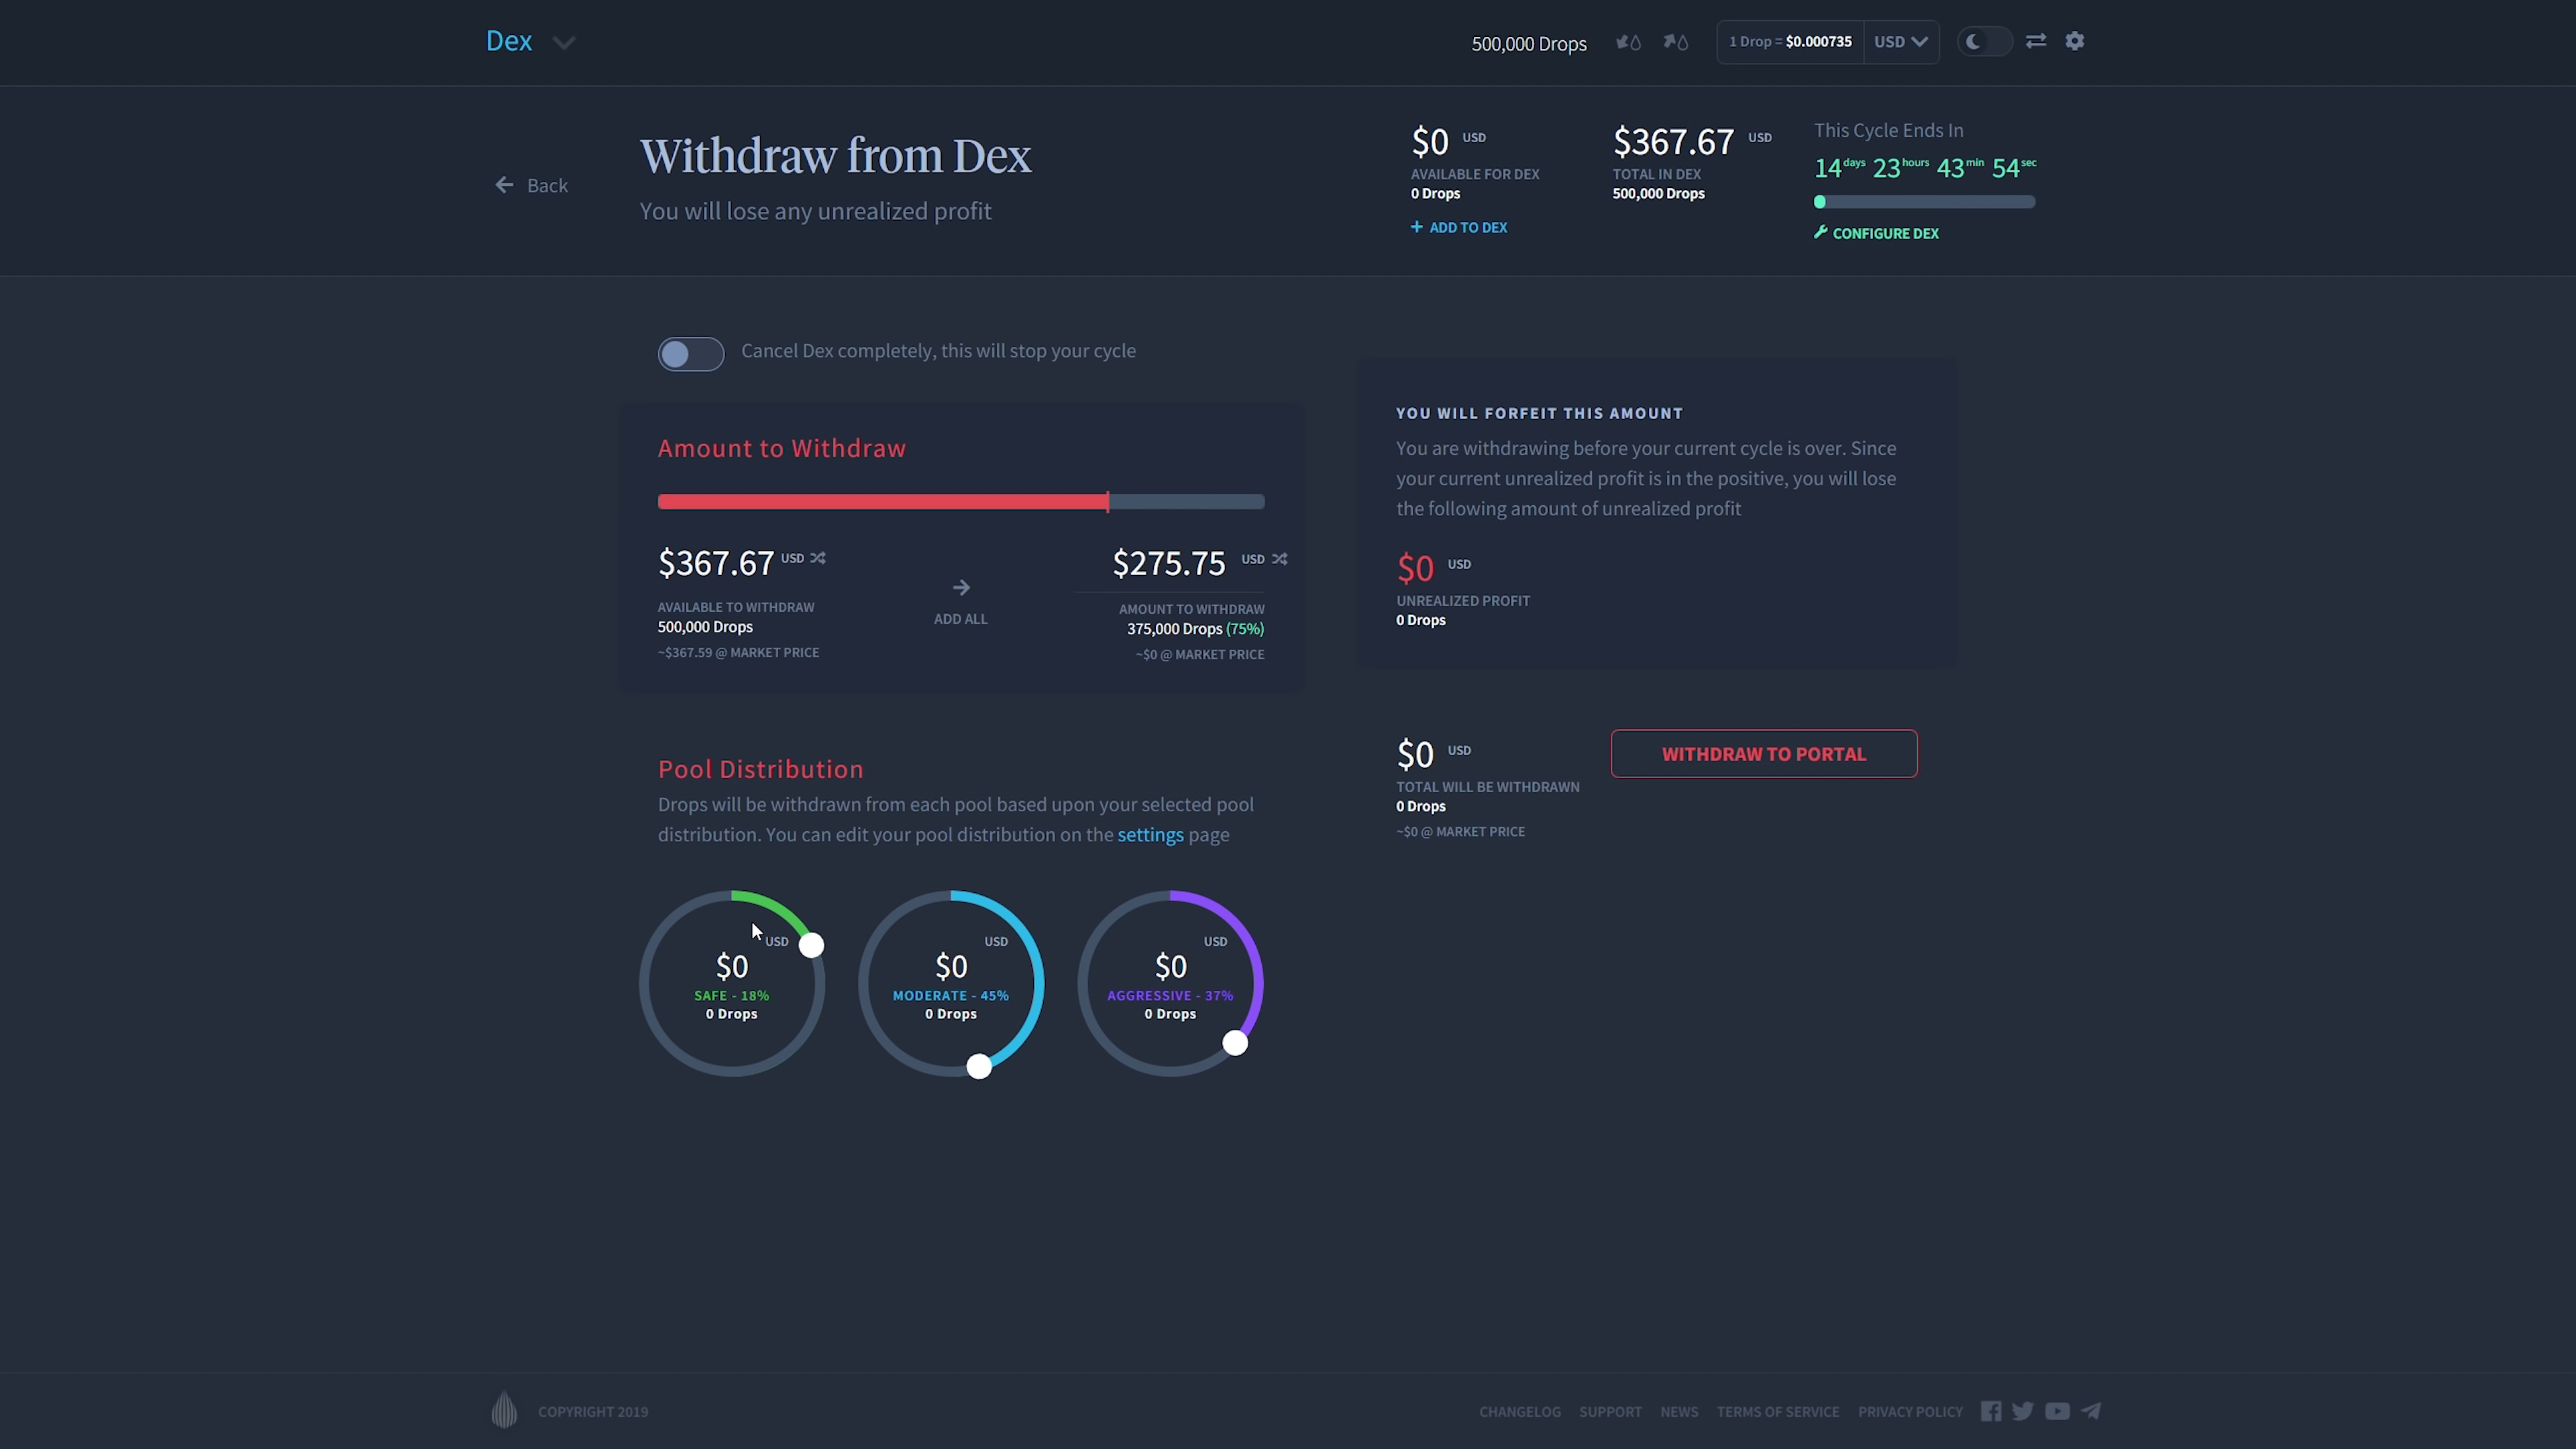 Dex
500,000 Drops
1 Drop = $0.000735
USD
Back
Withdraw from Dex
You will lose any unrealized profit
$0 USD
AVAILABLE FOR DEX
0 Drops
+ ADD TO DEX
$367.67 USD
TOTAL IN DEX
500,000 Drops
This Cycle Ends In
14 days 23 hours 43 min 54 sec
CONFIGURE DEX
Cancel Dex completely, this will stop your cycle
Amount to Withdraw
$367.67 USD
AVAILABLE TO WITHDRAW
500,000 Drops
~$367.59 @ MARKET PRICE
ADD ALL
$275.75 USD
AMOUNT TO WITHDRAW
375,000 Drops (75%)
~$0 @ MARKET PRICE
YOU WILL FORFEIT THIS AMOUNT
You are withdrawing before your current cycle is over. Since
your current unrealized profit is in the positive, you will lose
the following amount of unrealized profit
$0 USD
UNREALIZED PROFIT
0 Drops
$0 USD
TOTAL WILL BE WITHDRAWN
0 Drops
~$0 @ MARKET PRICE
WITHDRAW TO PORTAL
Pool Distribution
Drops will be withdrawn from each pool based upon your selected pool
distribution. You can edit your pool distribution on the settings page
USD
$0
SAFE - 18%
0 Drops
USD
$0
MODERATE - 45%
0 Drops
USD
$0
AGGRESSIVE - 37%
0 Drops
COPYRIGHT 2019
CHANGELOG SUPPORT NEWS TERMS OF SERVICE PRIVACY POLICY